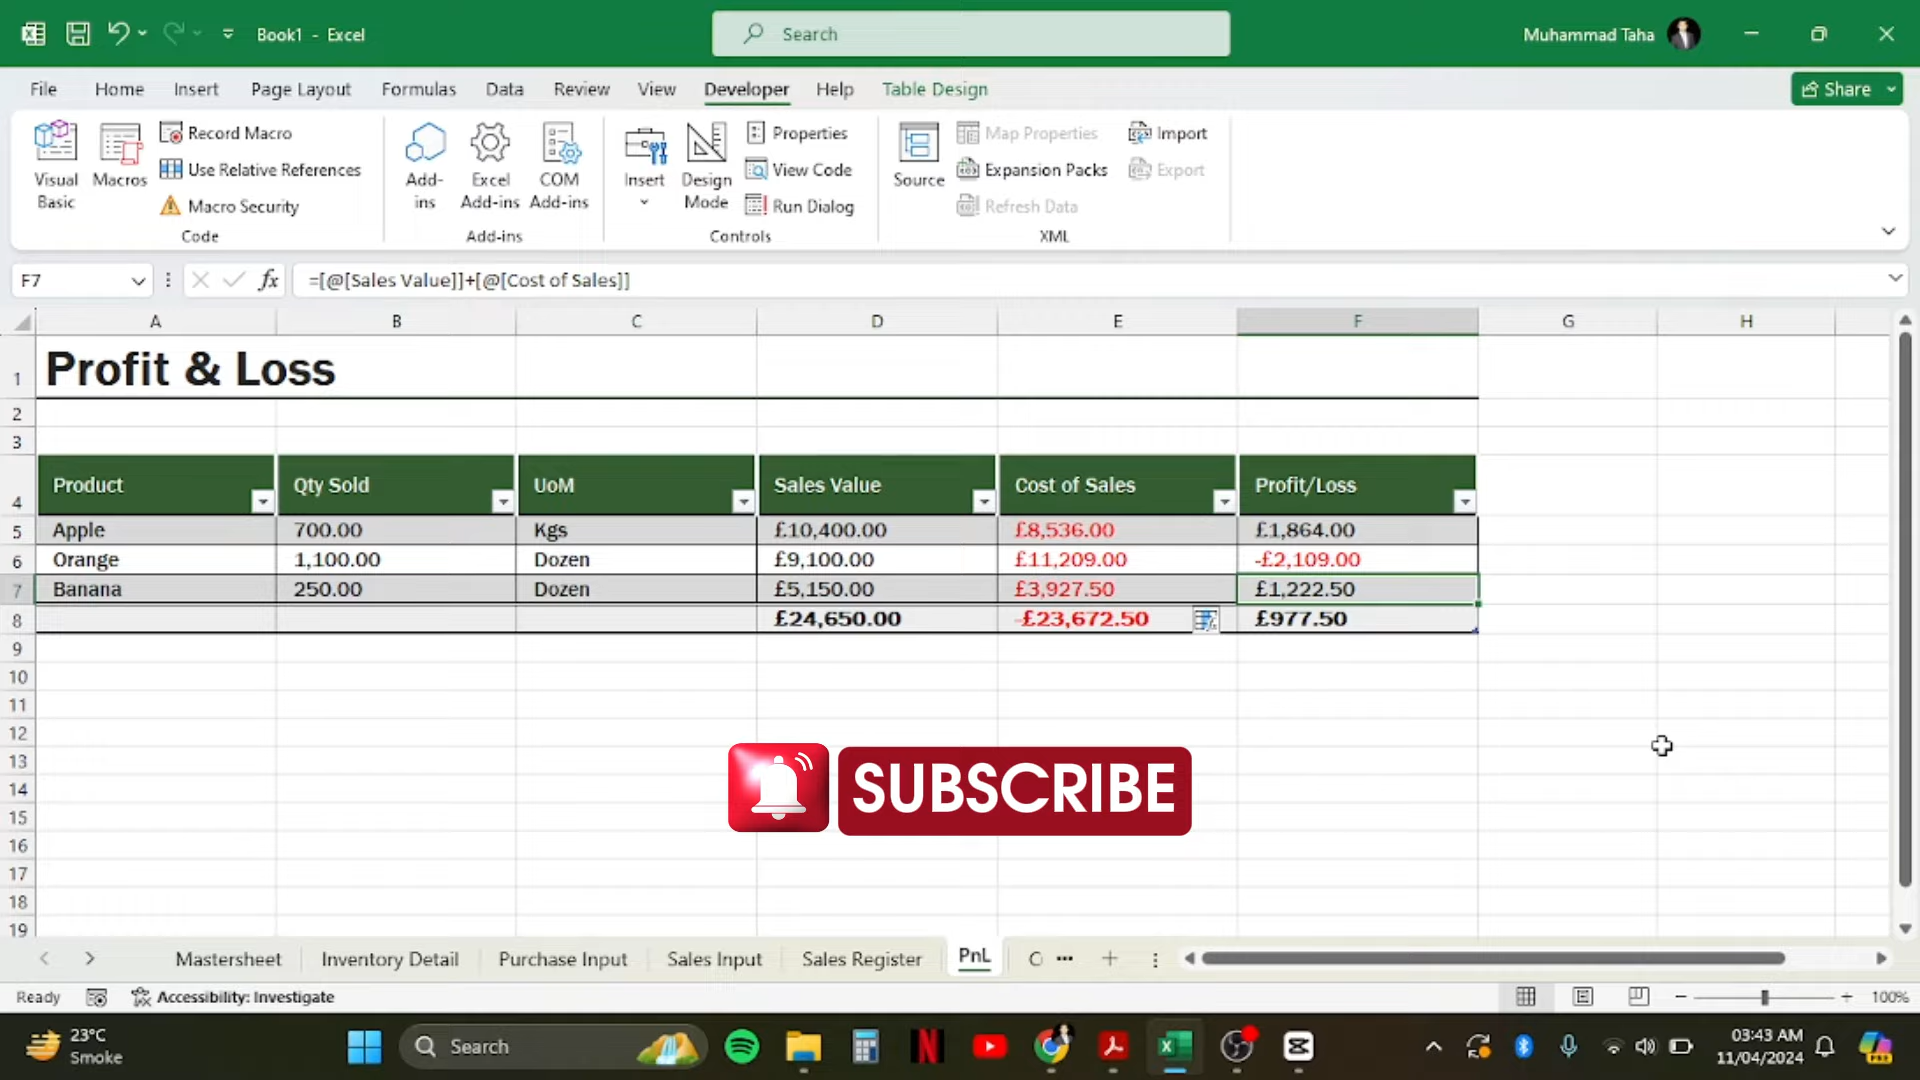 Book1 - Excel
Search
Muhammad Taha
File Home Insert Page Layout Formulas Data Review View Developer Help Table Design
Share
Visual Basic
Macros
Record Macro
Use Relative References
Macro Security
Code
Add-ins
Excel Add-ins
COM Add-ins
Add-ins
Insert
Design Mode
Properties
View Code
Run Dialog
Controls
Source
Map Properties
Expansion Packs
Refresh Data
Import
Export
XML
F7
fx
=[@[Sales Value]]+[@[Cost of Sales]]
A B C D E F G H
1 Profit & Loss
2
3
4 Product Qty Sold UoM Sales Value Cost of Sales Profit/Loss
5 Apple 700.00 Kgs £10,400.00 £8,536.00 £1,864.00
6 Orange 1,100.00 Dozen £9,100.00 £11,209.00 -£2,109.00
7 Banana 250.00 Dozen £5,150.00 £3,927.50 £1,222.50
8 £24,650.00 -£23,672.50 £977.50
9
10
11
12
13
14
15
16
17
18
19
SUBSCRIBE
Mastersheet Inventory Detail Purchase Input Sales Input Sales Register PnL C ...
Ready
Accessibility: Investigate
100%
23°C
Smoke
Search
03:43 AM
11/04/2024